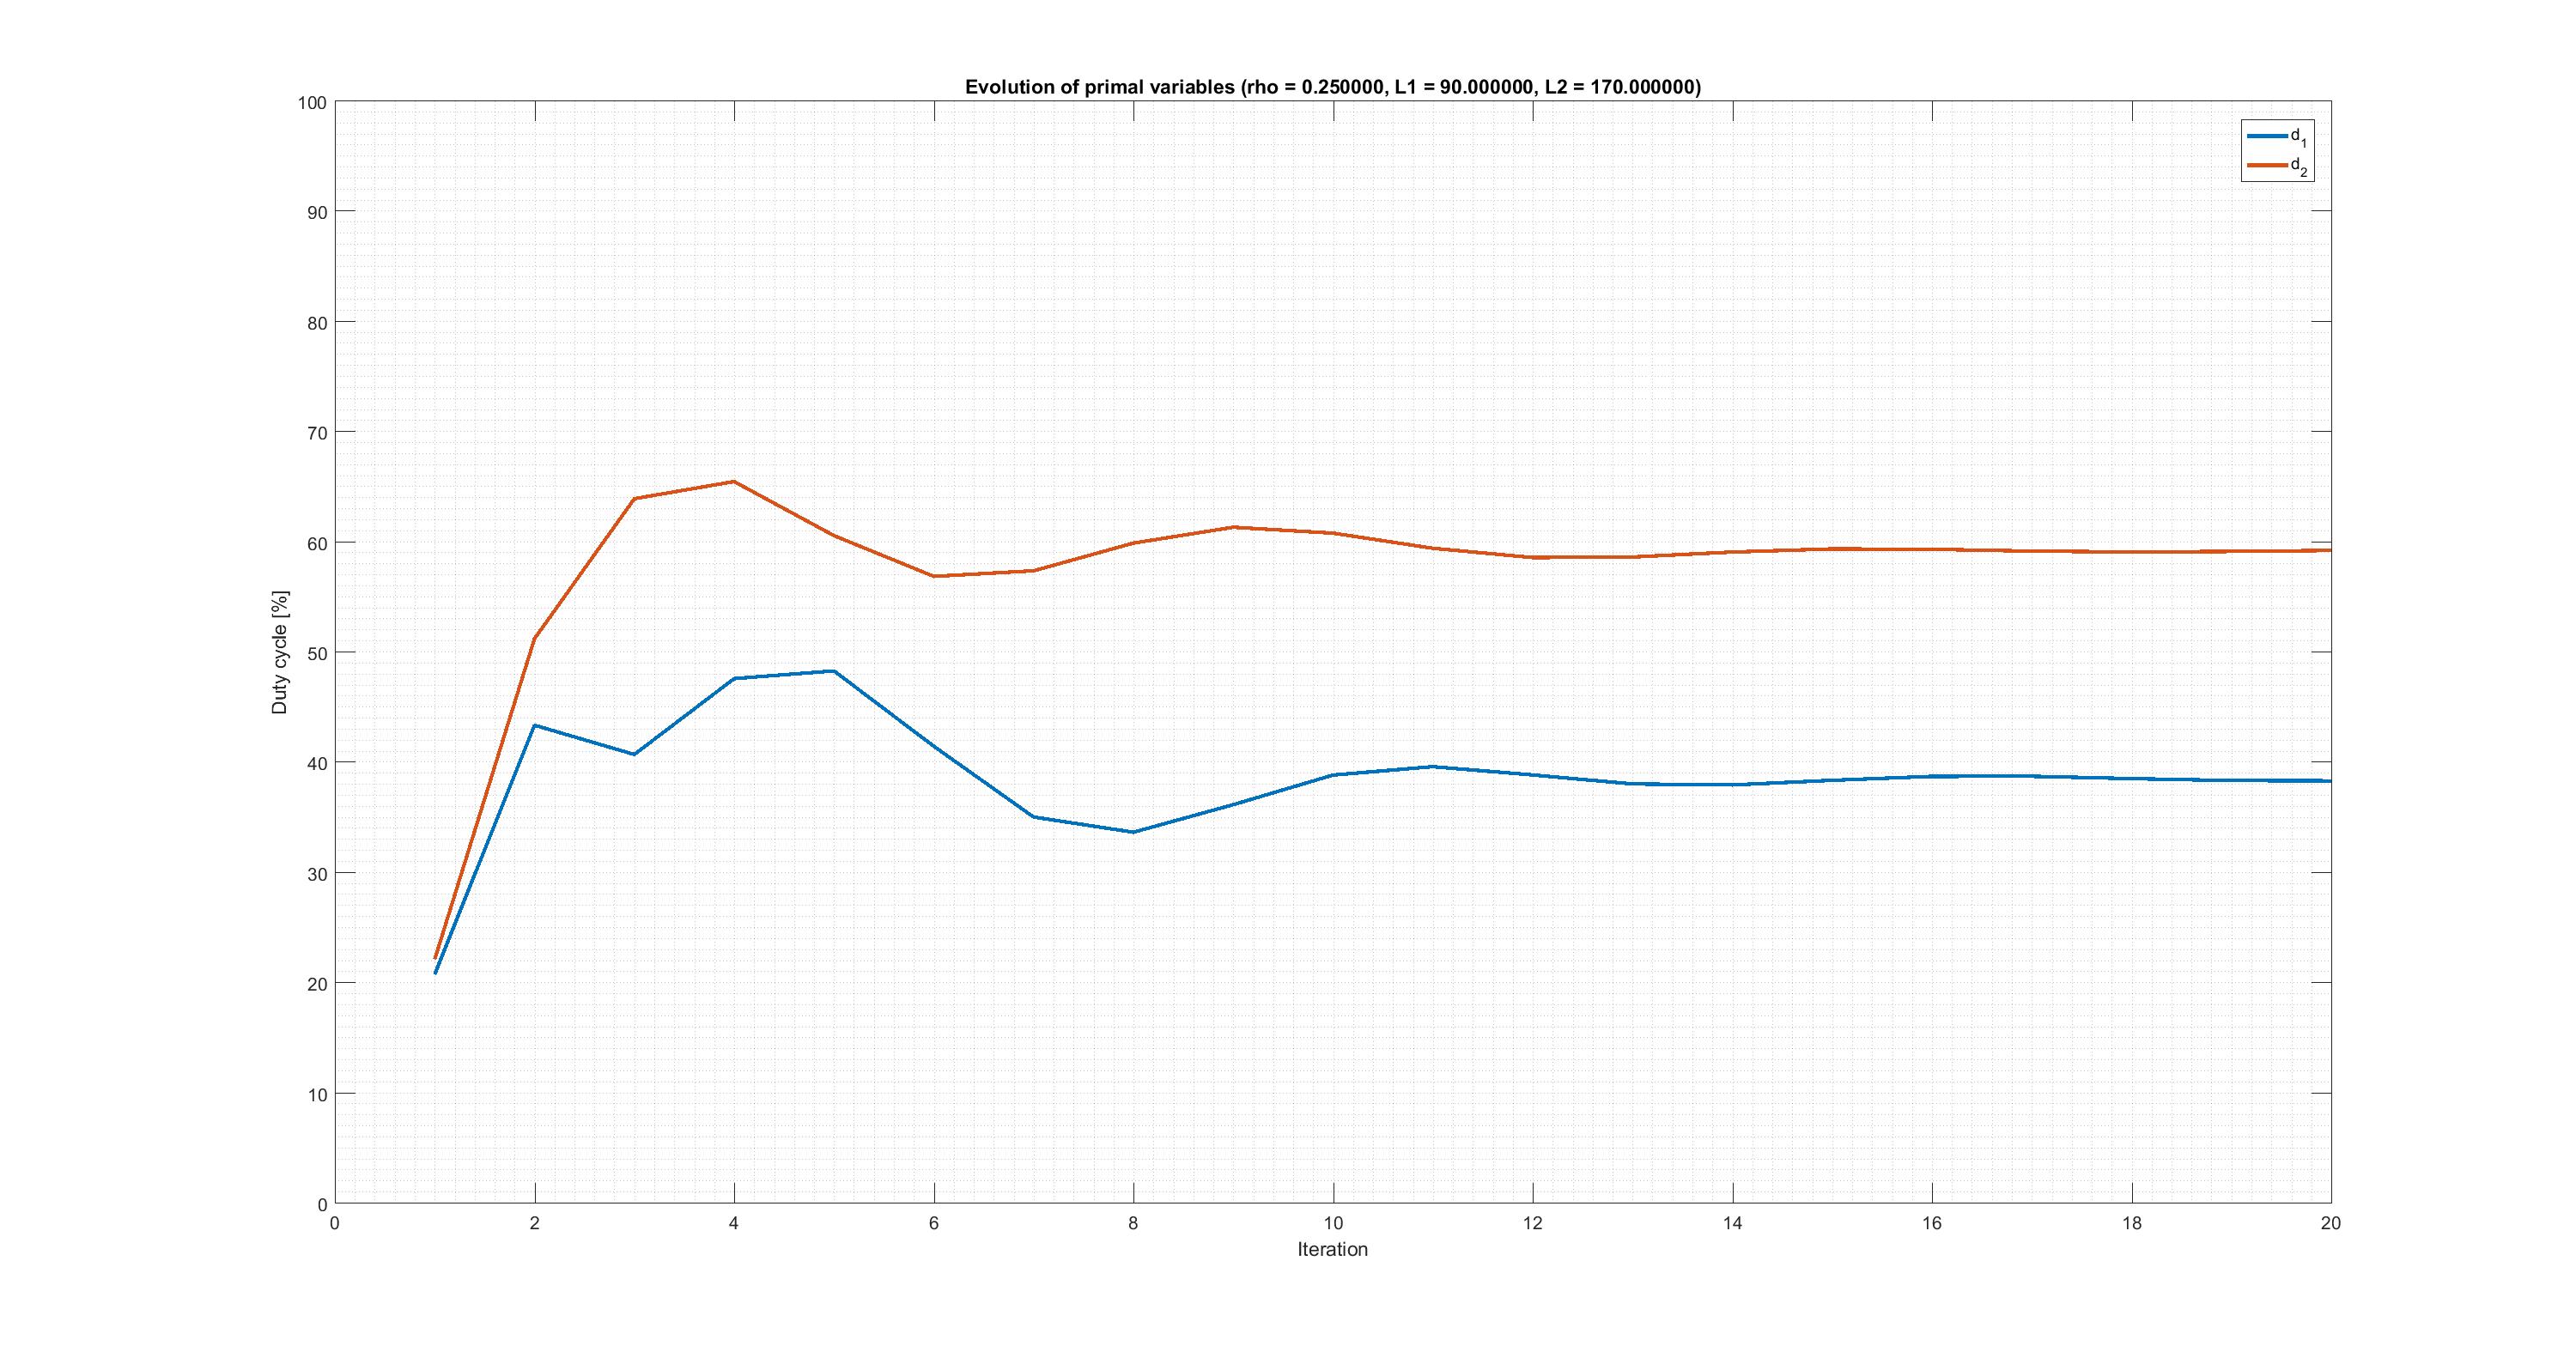 Evolution of primal variables (rho = 0.250000, L1 = 90.000000, L2 = 170.000000)
d1
d2
100
90
80
70
60
50
40
30
20
10
0
Duty cycle [%]
0 2 4 6 8 10 12 14 16 18 20
Iteration